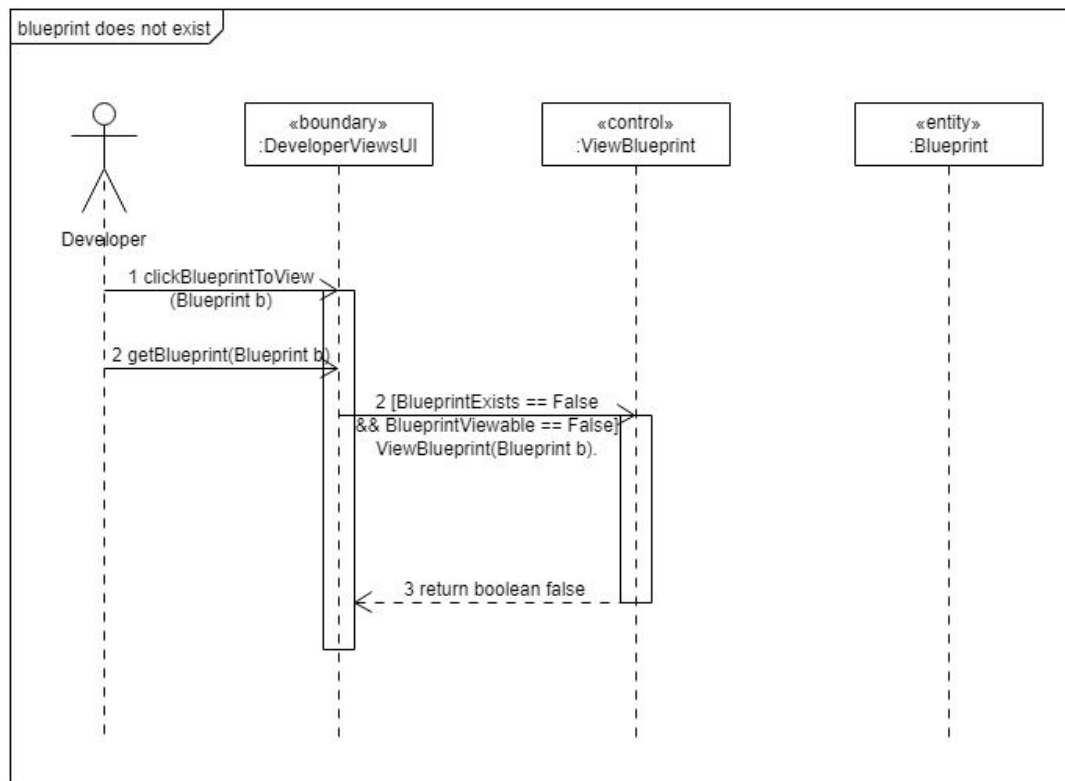 blueprint does not exist
«boundary»
:DeveloperViewsUI
«control»
:ViewBlueprint
«entity»
:Blueprint
Developer
1 clickBlueprintToView
(Blueprint b)
2 getBlueprint(Blueprint b)
2 [BlueprintExists == False
&& BlueprintViewable == False]
ViewBlueprint(Blueprint b).
3 return boolean false